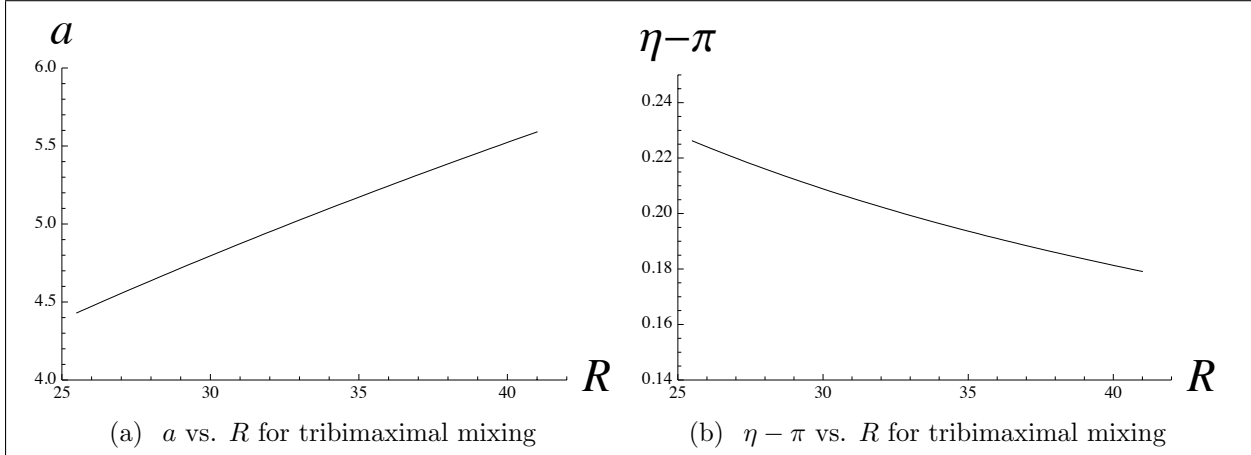 a
6.0
5.5
5.0
4.5
4.0
25 30 35 40
R
(a) a vs. R for tribimaximal mixing
η−π
0.24
0.22
0.20
0.18
0.16
0.14
25 30 35 40
R
(b) η − π vs. R for tribimaximal mixing